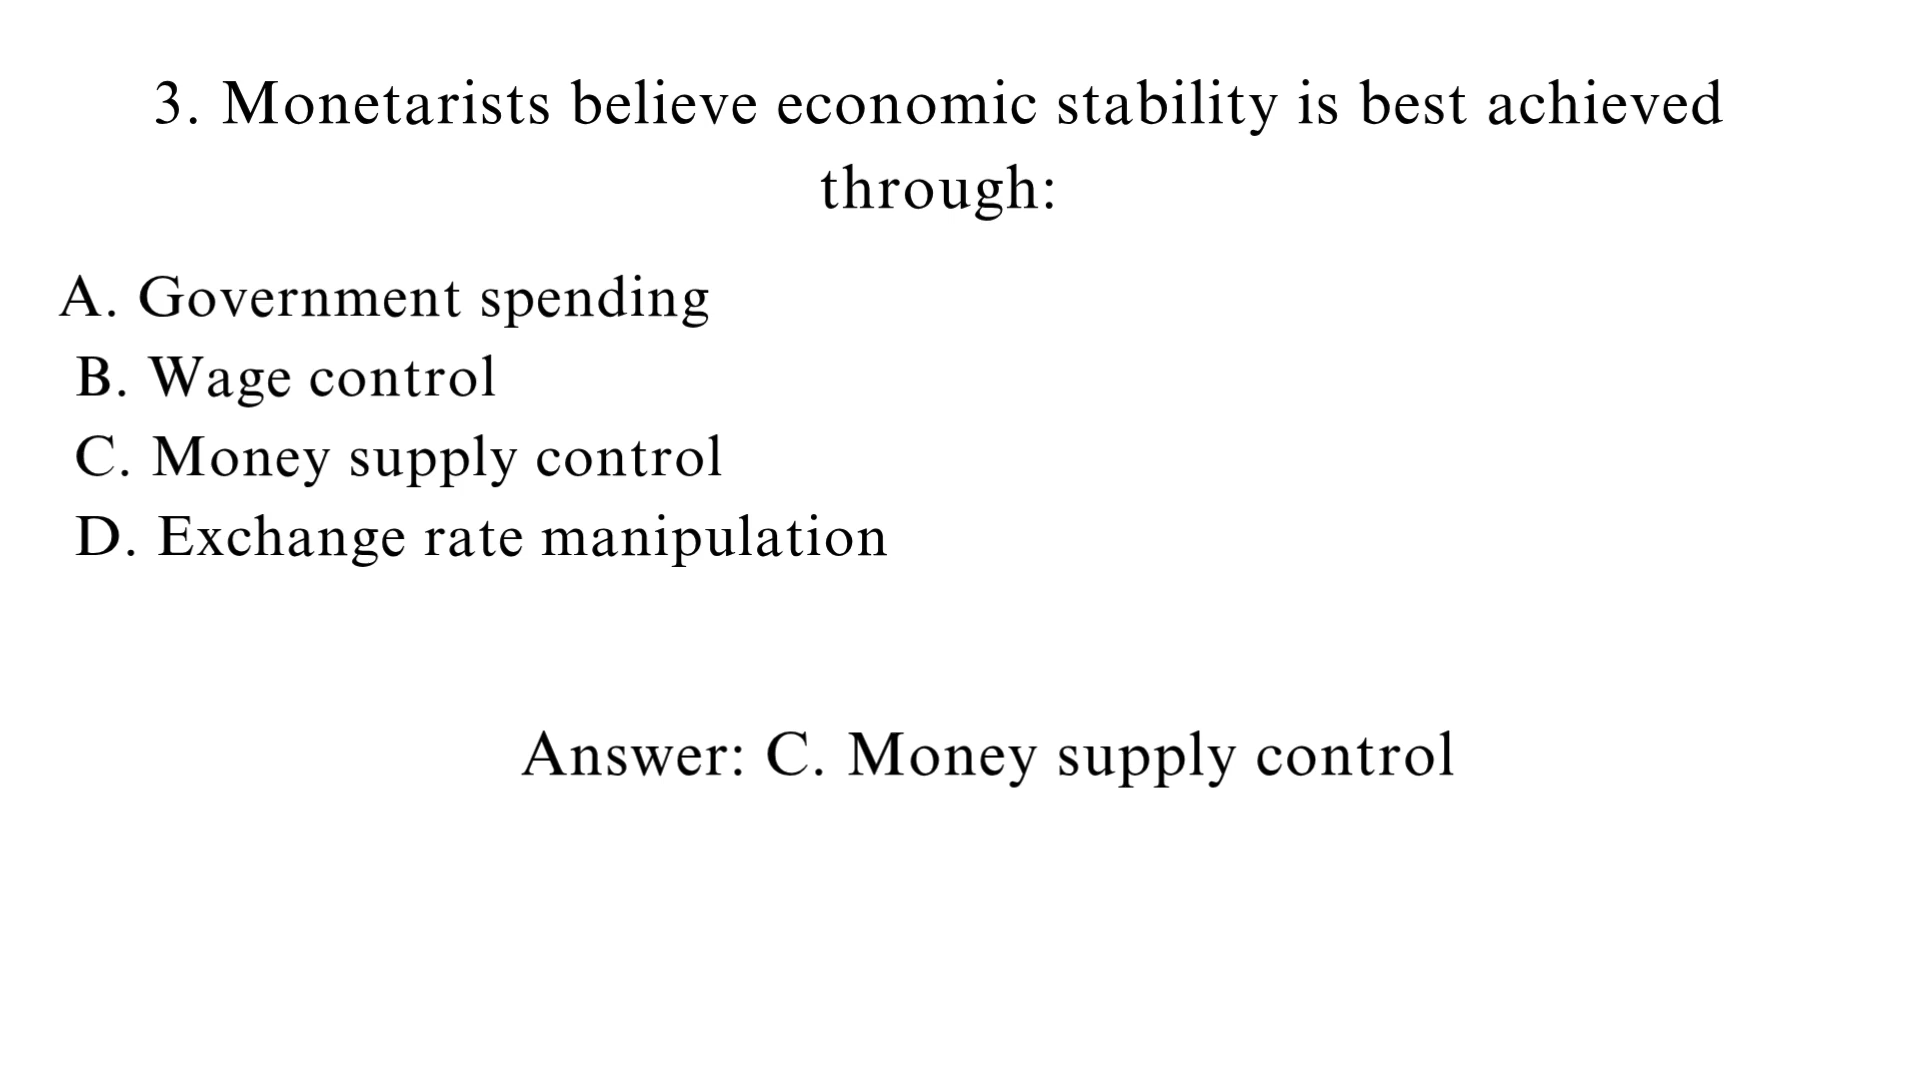 3. Monetarists believe economic stability is best achieved
through:
A. Government spending
B. Wage control
C. Money supply control
D. Exchange rate manipulation
Answer: C. Money supply control